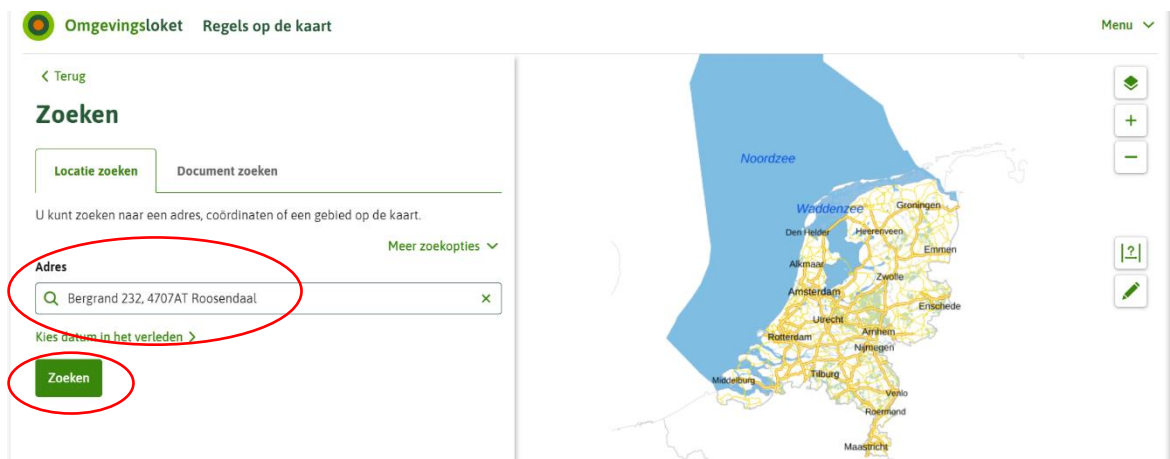 Omgevingsloket Regels op de kaart Menu
Terug
Zoeken
Locatie zoeken Document zoeken
U kunt zoeken naar een adres, coördinaten of een gebied op de kaart.
Meer zoekopties
Adres
Bergrand 232, 4707AT Roosendaal
Kies datum in het verleden
Zoeken
Noordzee
Waddenzee
Groningen
Den Helder Heerenveen
Emmen
Alkmaar
Zwolle
Amsterdam
Enschede
Utrecht
Arnhem
Rotterdam
Nijmegen
Tilburg
Middelburg
Venlo
Roermond
Maastricht